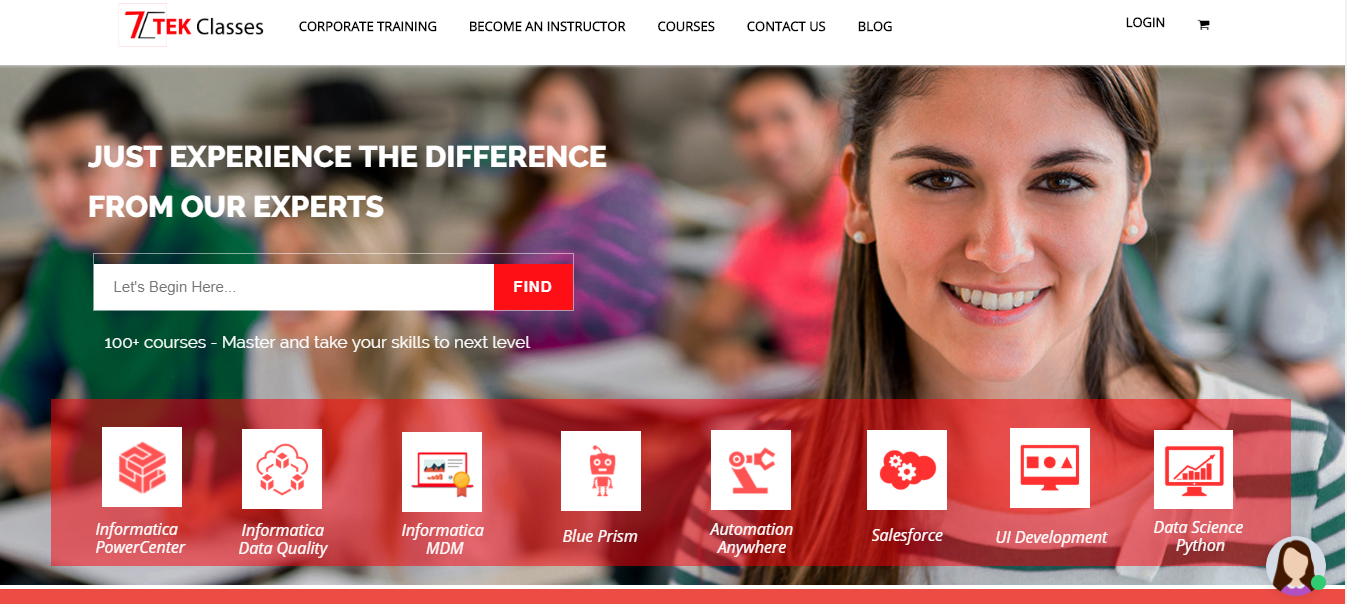 7 TEK Classes
CORPORATE TRAINING
BECOME AN INSTRUCTOR
COURSES
CONTACT US
BLOG
LOGIN
JUST EXPERIENCE THE DIFFERENCE
FROM OUR EXPERTS
Let's Begin Here...
FIND
100+ courses - Master and take your skills to next level
Informatica
PowerCenter
Informatica
Data Quality
Informatica
MDM
Blue Prism
Automation
Anywhere
Salesforce
UI Development
Data Science
Python